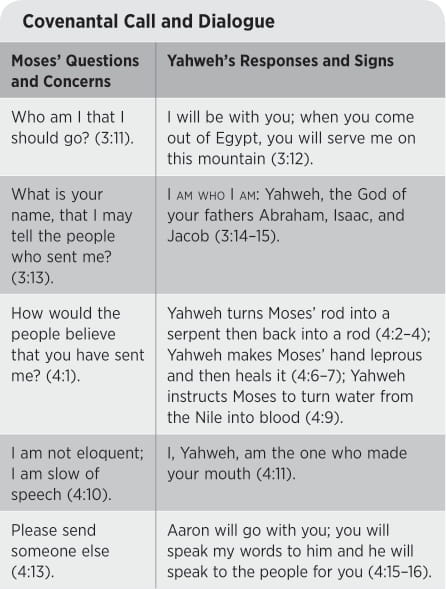 Covenantal Call and Dialogue
Moses’ Questions
and Concerns
Yahweh’s Responses and Signs
Who am I that I
should go? (3:11).
I will be with you; when you come
out of Egypt, you will serve me on
this mountain (3:12).
What is your
name, that I may
tell the people
who sent me?
(3:13).
I AM WHO I AM: Yahweh, the God of
your fathers Abraham, Isaac, and
Jacob (3:14–15).
How would the
people believe
that you have sent
me? (4:1).
Yahweh turns Moses’ rod into a
serpent then back into a rod (4:2–4);
Yahweh makes Moses’ hand leprous
and then heals it (4:6–7); Yahweh
instructs Moses to turn water from
the Nile into blood (4:9).
I am not eloquent;
I am slow of
speech (4:10).
I, Yahweh, am the one who made
your mouth (4:11).
Please send
someone else
(4:13).
Aaron will go with you; you will
speak my words to him and he will
speak to the people for you (4:15–16).